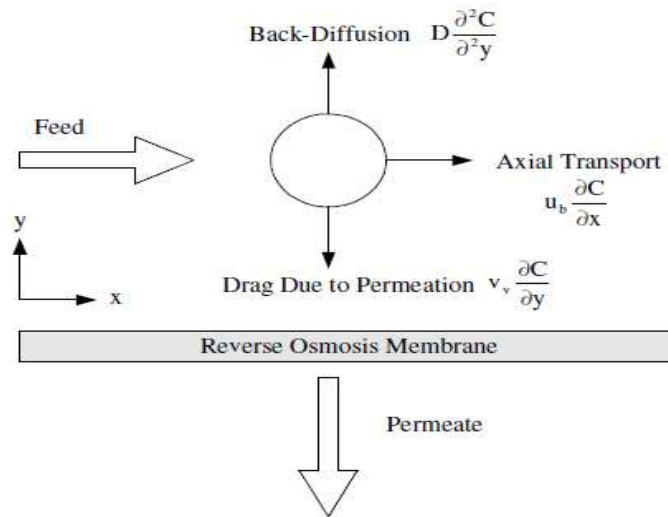 Back-Diffusion D ∂²C/∂²y
Feed
Axial Transport
u_b ∂C/∂x
y
x
Drag Due to Permeation v_v ∂C/∂y
Reverse Osmosis Membrane
Permeate